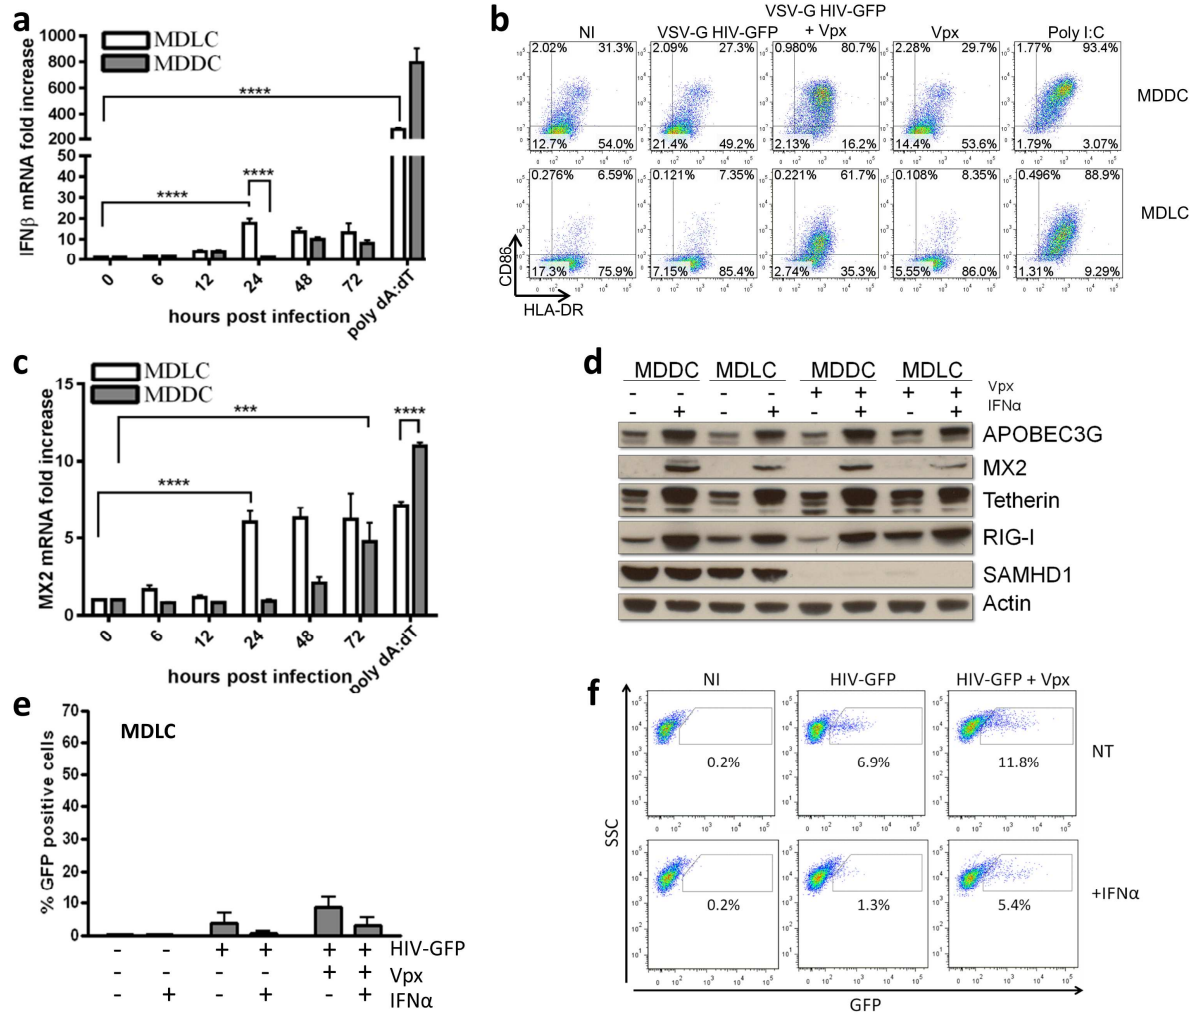 a
IFNβ mRNA fold increase
1000
800
600
400
200
50
40
30
20
10
0
MDLC
MDDC
****
****
****
0 6 12 24 48 72 poly dA:dT
hours post infection
b
VSV-G HIV-GFP
NI VSV-G HIV-GFP + Vpx Vpx Poly I:C
2.02% 31.3% 2.09% 27.3% 0.980% 80.7% 2.28% 29.7% 1.77% 93.4%
MDDC
12.7% 54.0% 21.4% 49.2% 2.13% 16.2% 14.4% 53.6% 1.79% 3.07%
0.276% 6.59% 0.121% 7.35% 0.221% 61.7% 0.108% 8.35% 0.496% 88.9%
MDLC
17.3% 75.9% 7.15% 85.4% 2.74% 35.3% 5.55% 86.0% 1.31% 9.29%
CD86
HLA-DR
c
MX2 mRNA fold increase
15
10
5
0
MDLC
MDDC
***
****
****
0 6 12 24 48 72 poly dA:dT
hours post infection
d
MDDC MDLC MDDC MDLC
- - - - + + + + Vpx
- + - + - + - + IFNα
APOBEC3G
MX2
Tetherin
RIG-I
SAMHD1
Actin
e
% GFP positive cells
70
60
50
40
30
20
10
0
MDLC
- - + + + + HIV-GFP
- - - - + + Vpx
- + - + - + IFNα
f
NI HIV-GFP HIV-GFP + Vpx
0.2% 6.9% 11.8%
NT
0.2% 1.3% 5.4%
+IFNα
SSC
GFP